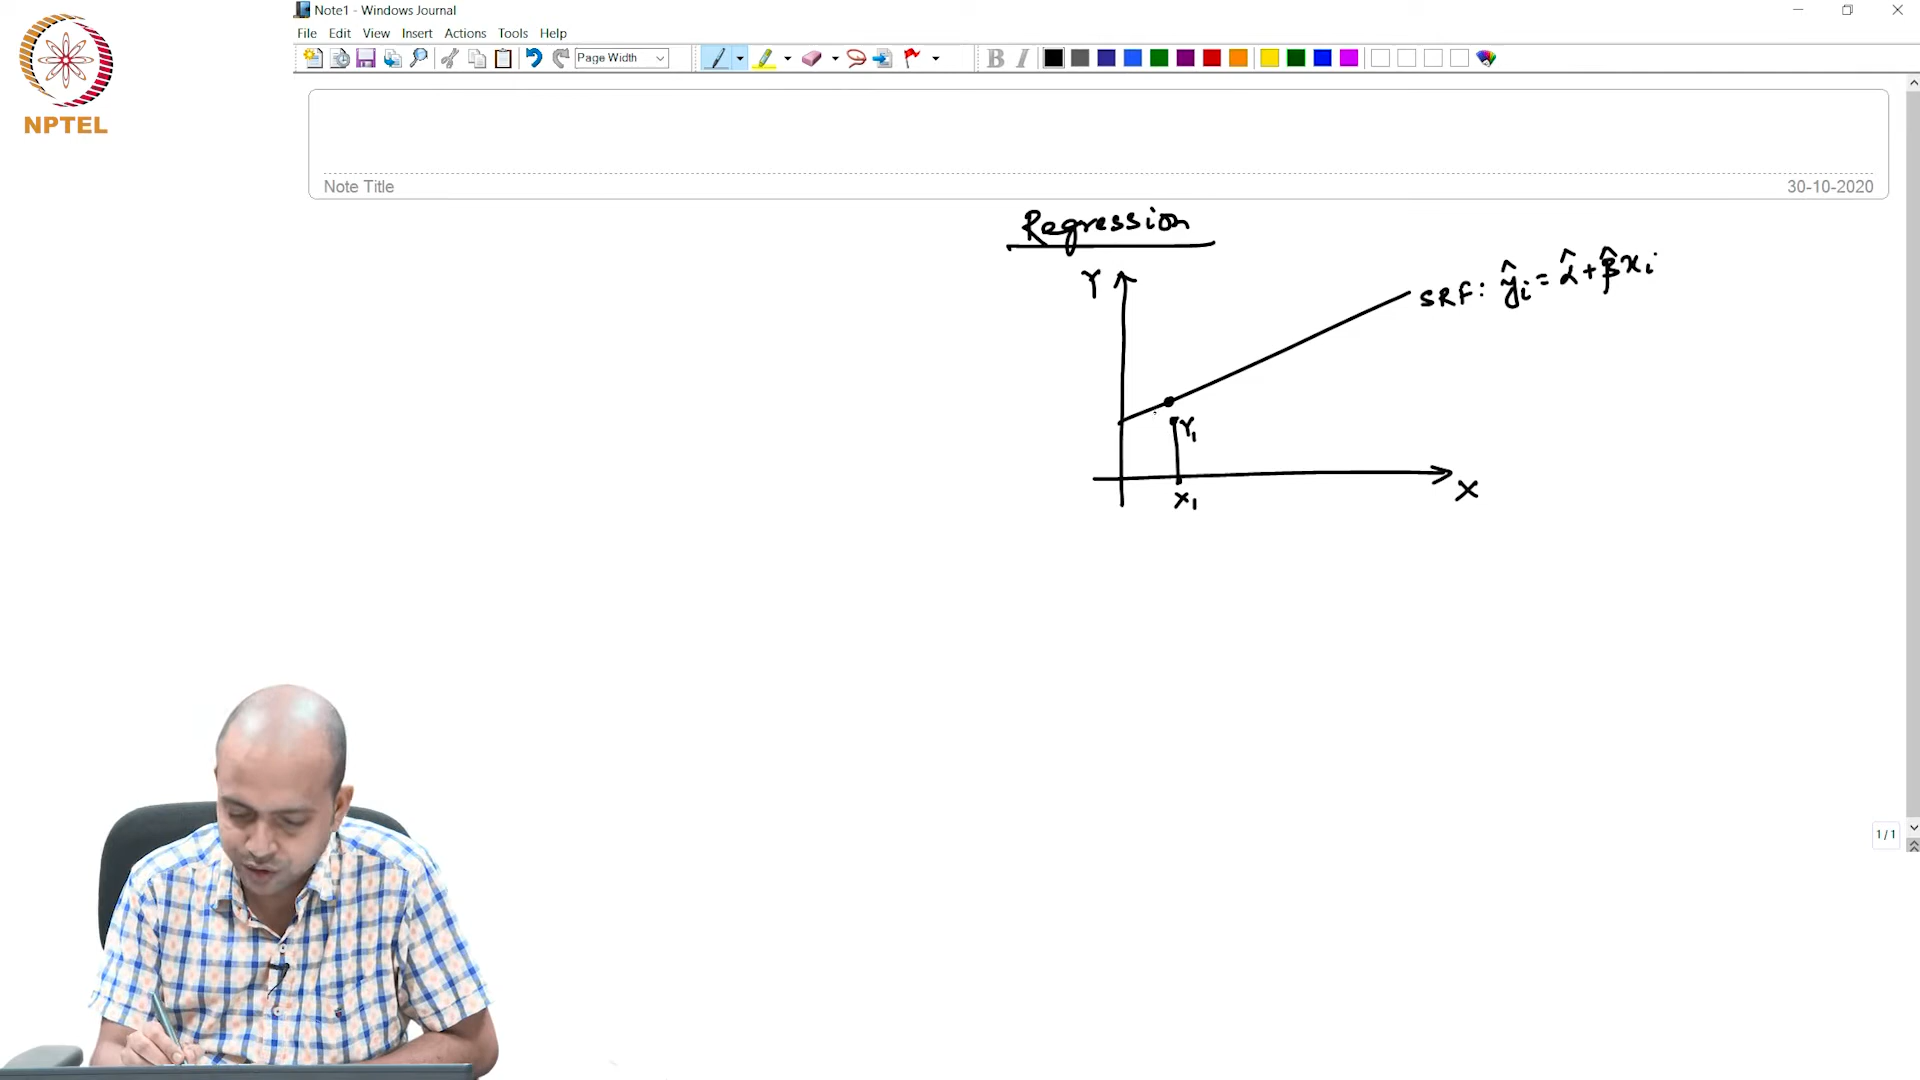 Note1 - Windows Journal
File Edit View Insert Actions Tools Help
Page Width
B I
NPTEL
Note Title
30-10-2020
Regression
Y
SRF: ŷi = α̂ + β̂xi
Y1
X1
X
1 / 1